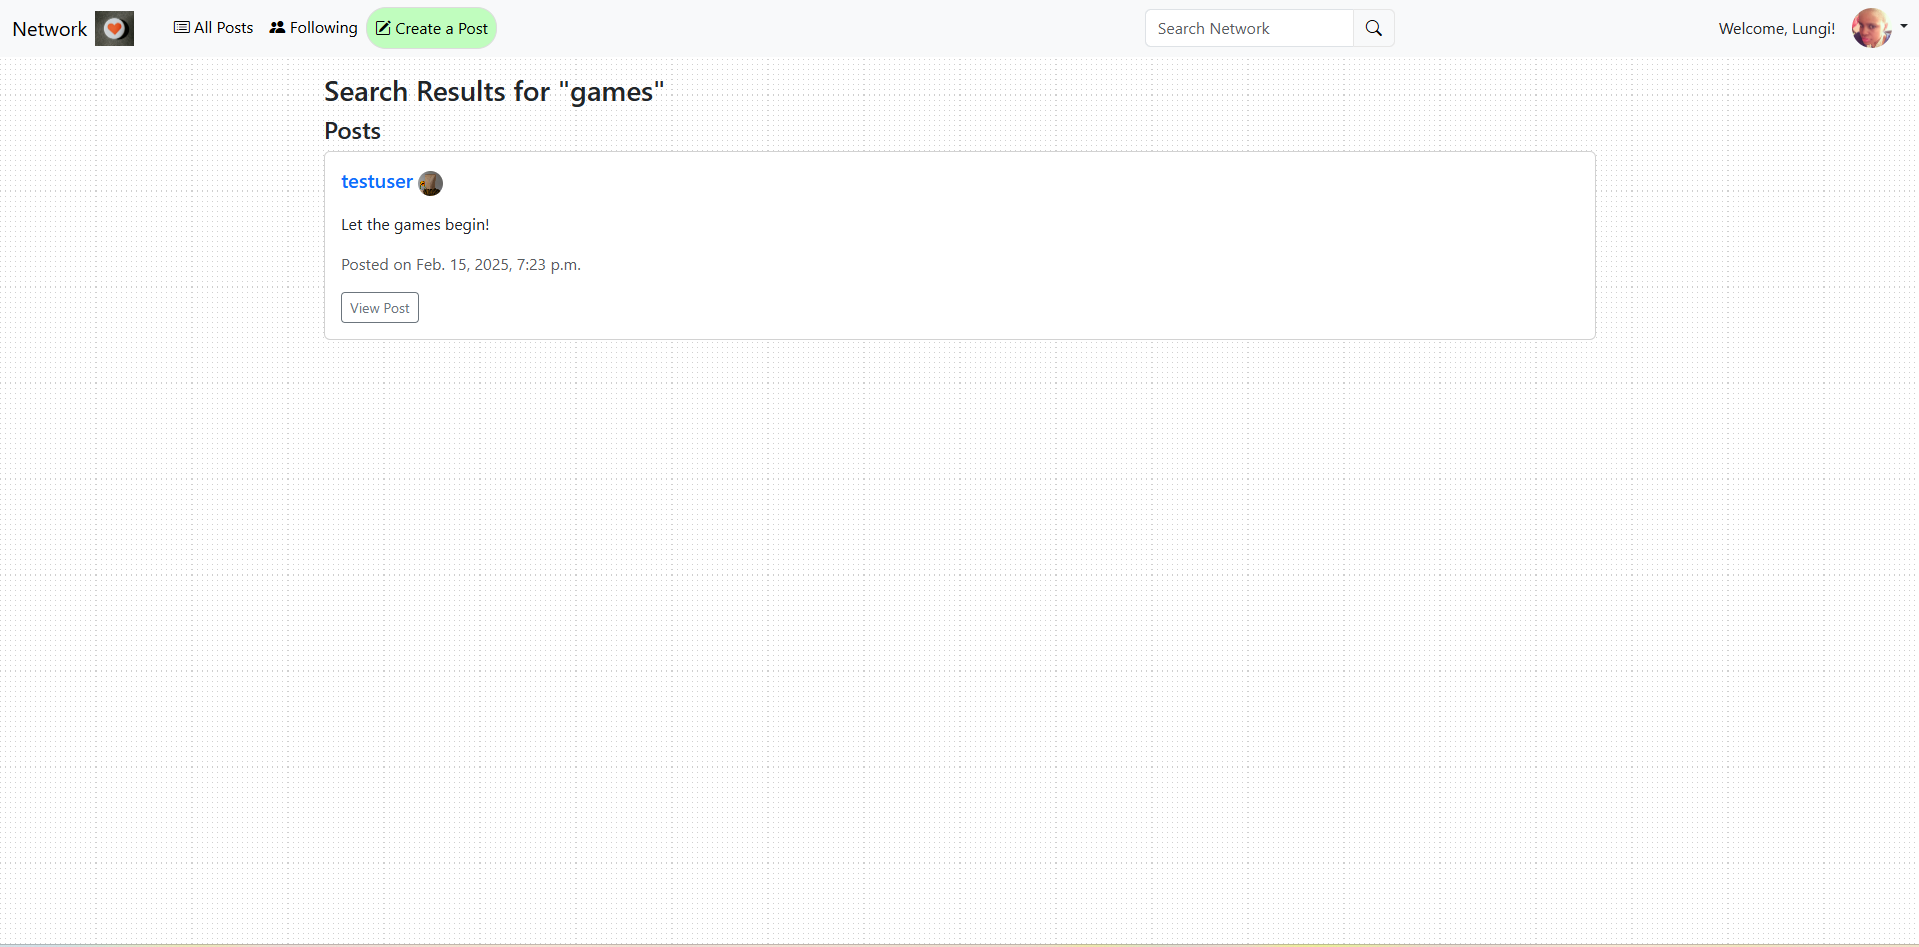 Network
All Posts
Following
Create a Post
Search Network
Welcome, Lungi!
Search Results for "games"
Posts
testuser
Let the games begin!
Posted on Feb. 15, 2025, 7:23 p.m.
View Post